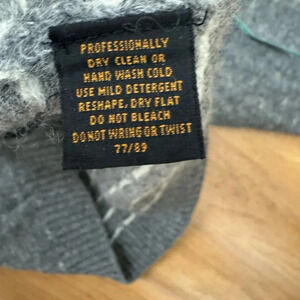 PROFESSIONALLY
DRY CLEAN OR
HAND WASH COLD
USE MILD DETERGENT
RESHAPE, DRY FLAT
DO NOT BLEACH
DO NOT WRING OR TWIST
77/89